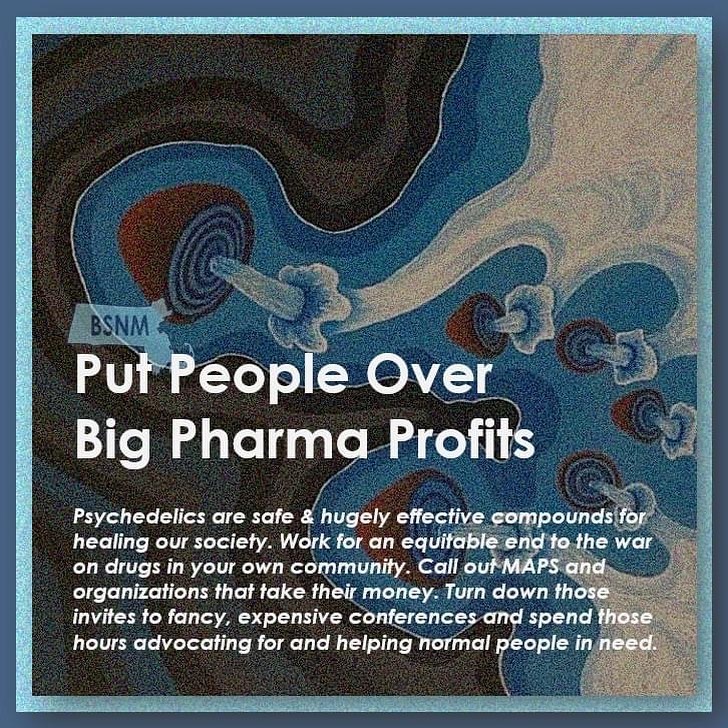 BSNM
Put People Over
Big Pharma Profits
Psychedelics are safe & hugely effective compounds for
healing our society. Work for an equitable end to the war
on drugs in your own community. Call out MAPS and
organizations that take their money. Turn down those
invites to fancy, expensive conferences and spend those
hours advocating for and helping normal people in need.